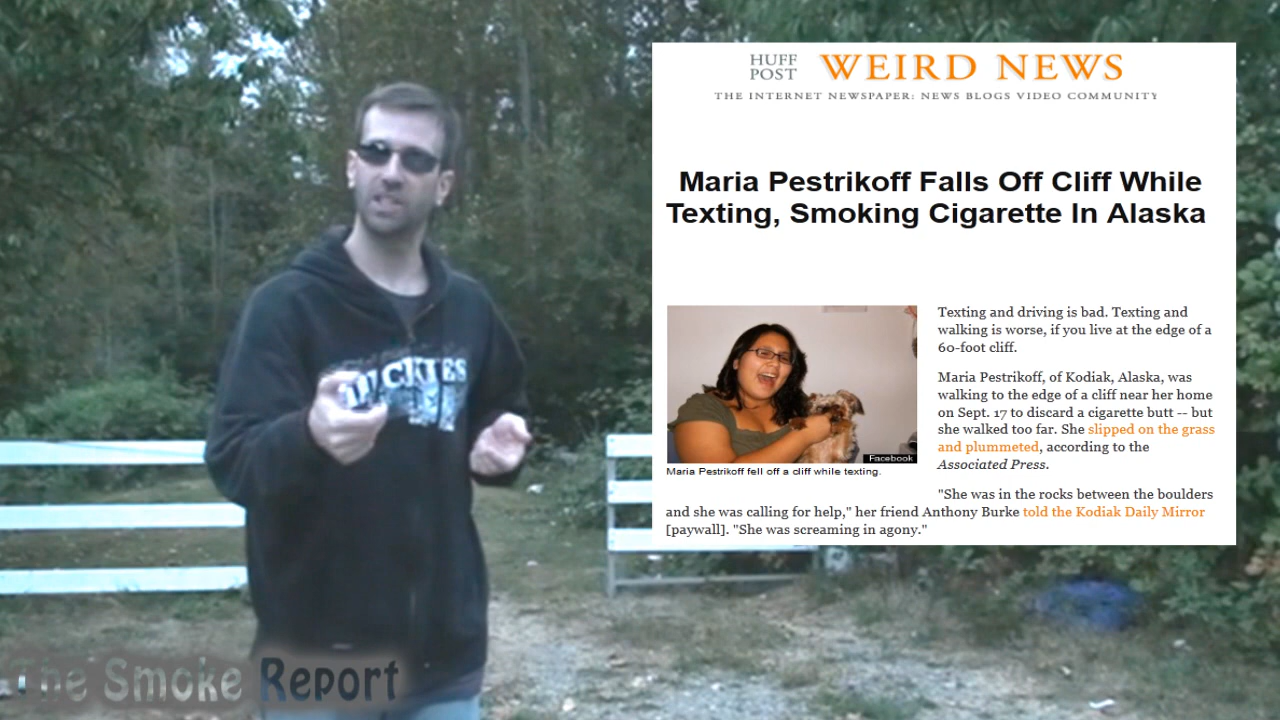 HUFF
POST
WEIRD NEWS
THE INTERNET NEWSPAPER: NEWS BLOGS VIDEO COMMUNITY
Maria Pestrikoff Falls Off Cliff While
Texting, Smoking Cigarette In Alaska
Texting and driving is bad. Texting and
walking is worse, if you live at the edge of a
60-foot cliff.
Maria Pestrikoff, of Kodiak, Alaska, was
walking to the edge of a cliff near her home
on Sept. 17 to discard a cigarette butt -- but
she walked too far. She slipped on the grass
and plummeted, according to the
Associated Press.
Facebook
Maria Pestrikoff fell off a cliff while texting.
"She was in the rocks between the boulders
and she was calling for help," her friend Anthony Burke told the Kodiak Daily Mirror
[paywall]. "She was screaming in agony."
DICKIES
The Smoke Report